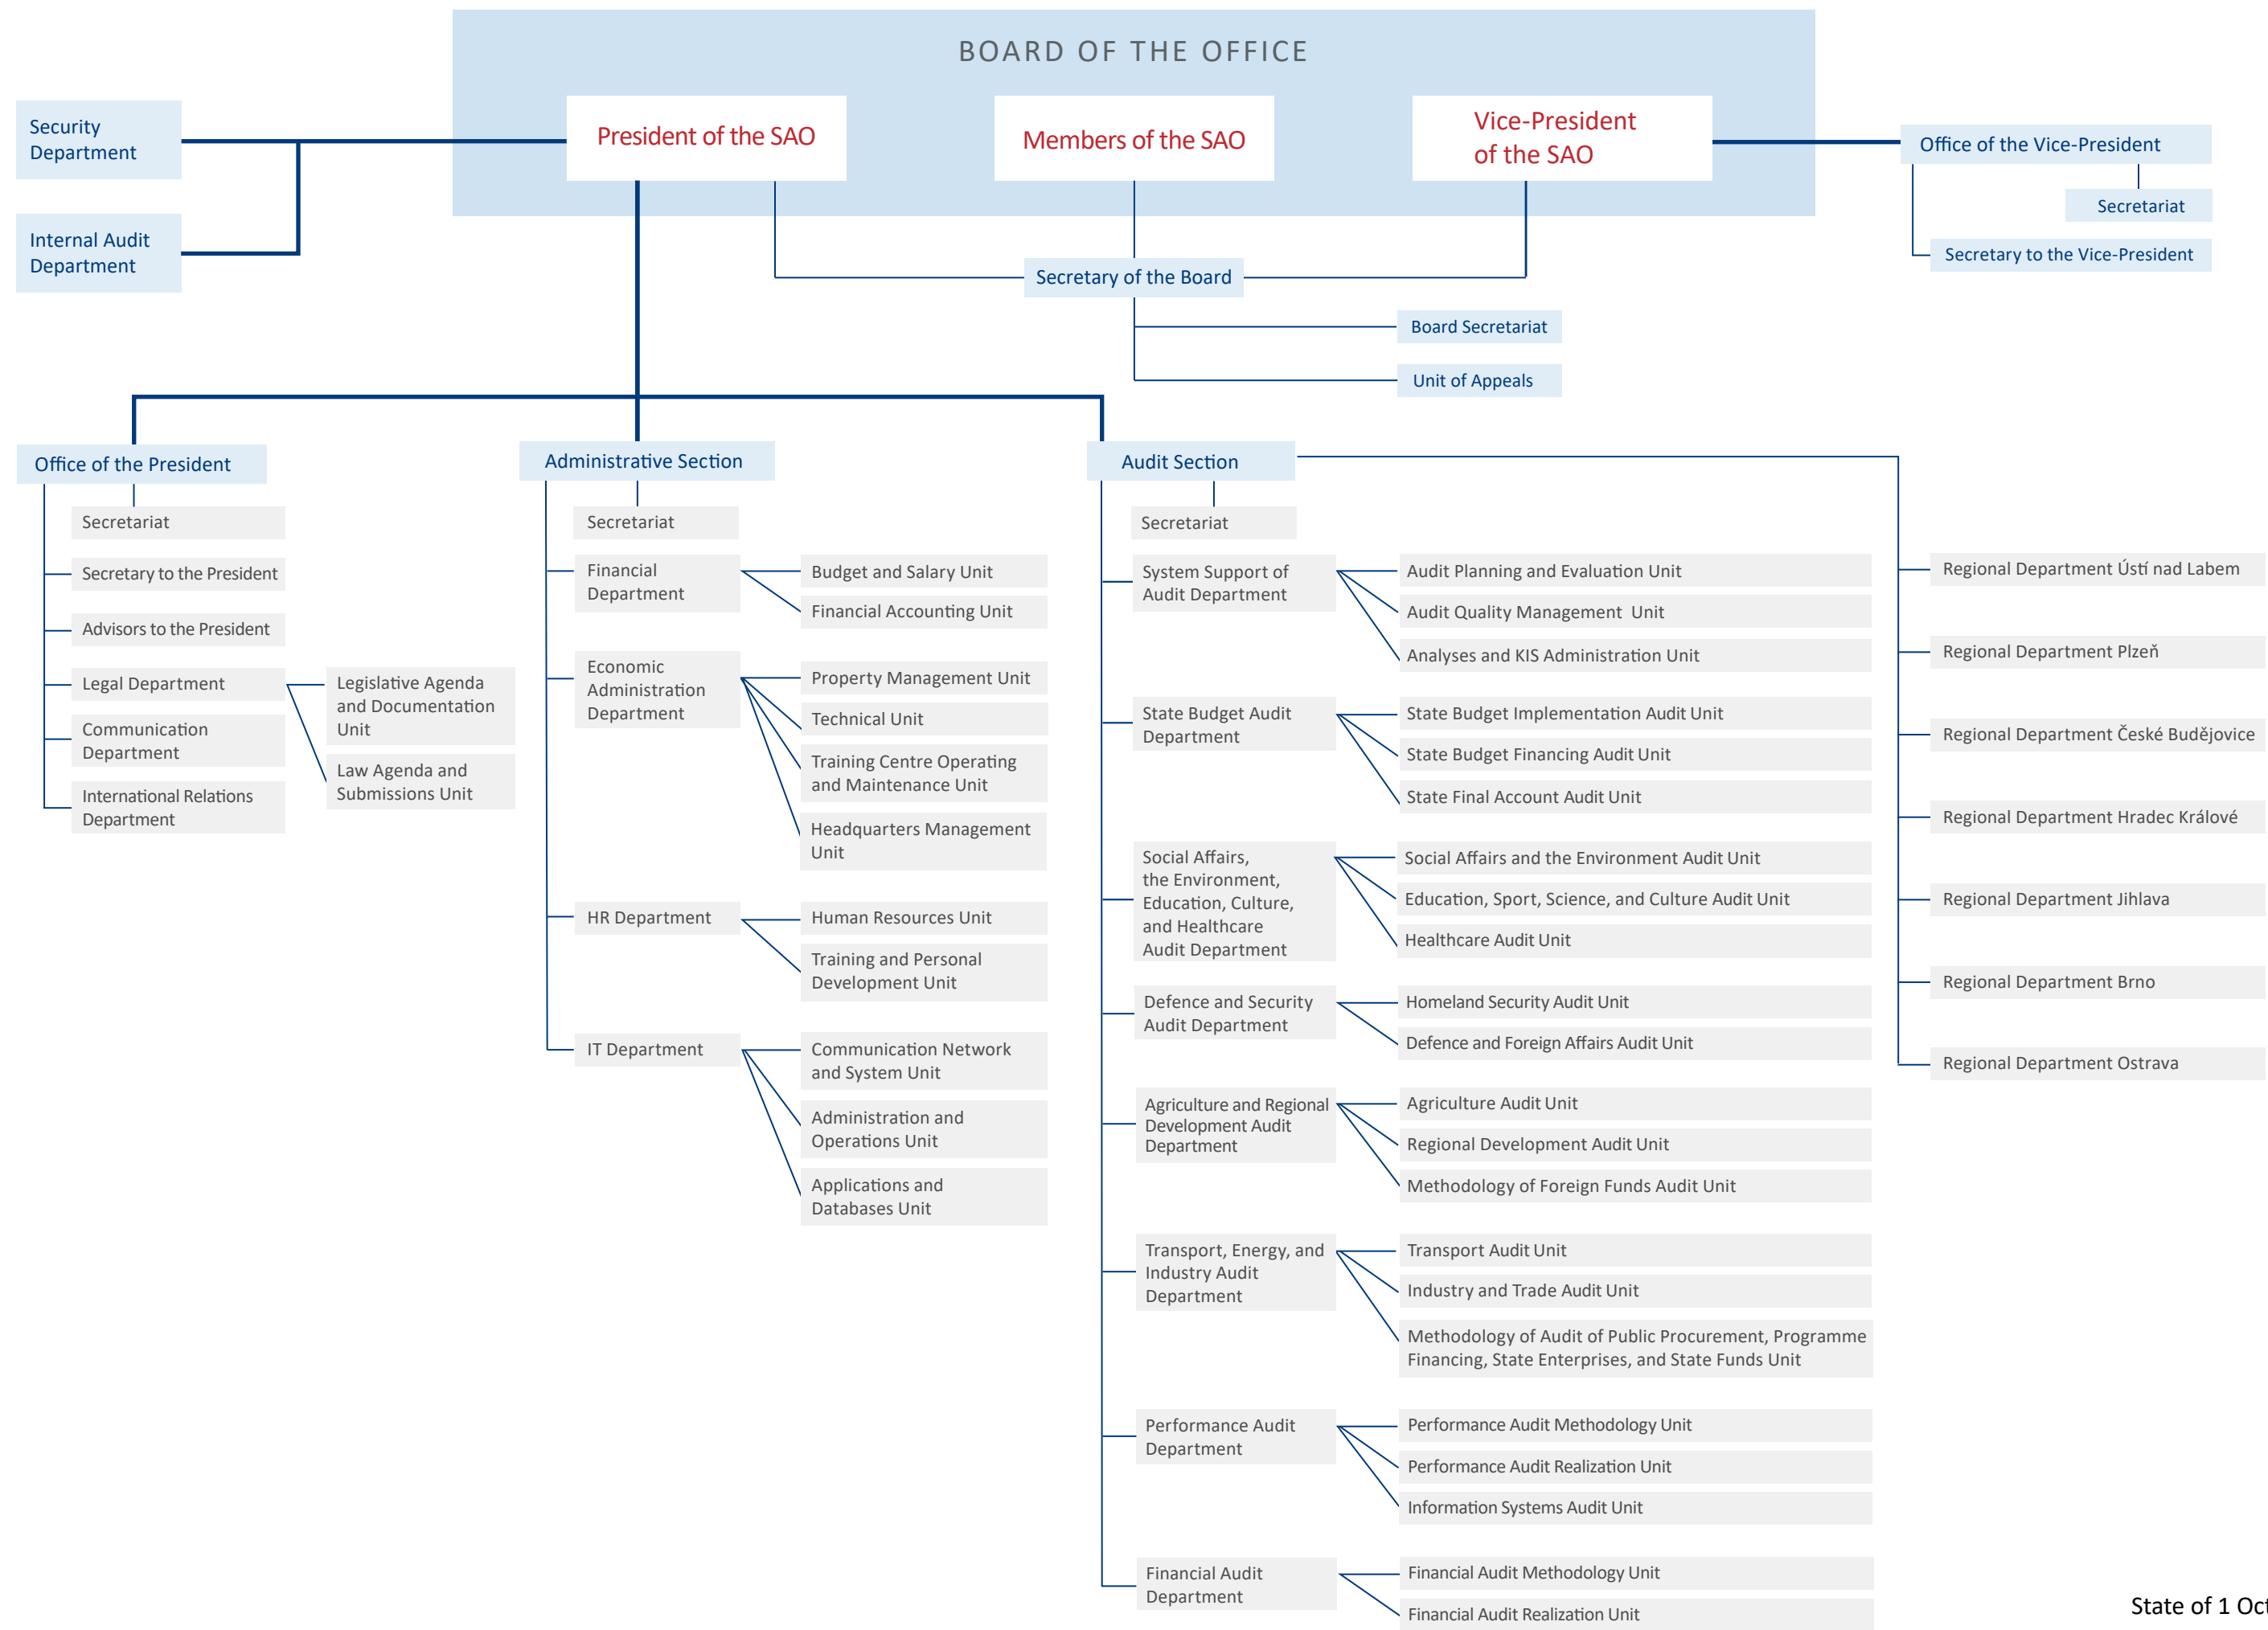 BOARD OF THE OFFICE
Security
Department
President of the SAO
Members of the SAO
Vice-President
of the SAO
Office of the Vice-President
Secretariat
Internal Audit
Department
Secretary to the Vice-President
Secretary of the Board
Board Secretariat
Unit of Appeals
Office of the President
Secretariat
Secretary to the President
Advisors to the President
Legal Department
Legislative Agenda
and Documentation
Unit
Law Agenda and
Submissions Unit
Communication
Department
International Relations
Department
Administrative Section
Secretariat
Financial
Department
Budget and Salary Unit
Financial Accounting Unit
Economic
Administration
Department
Property Management Unit
Technical Unit
Training Centre Operating
and Maintenance Unit
Headquarters Management
Unit
HR Department
Human Resources Unit
Training and Personal
Development Unit
IT Department
Communication Network
and System Unit
Administration and
Operations Unit
Applications and
Databases Unit
Audit Section
Secretariat
System Support of
Audit Department
Audit Planning and Evaluation Unit
Audit Quality Management Unit
Analyses and KIS Administration Unit
State Budget Audit
Department
State Budget Implementation Audit Unit
State Budget Financing Audit Unit
State Final Account Audit Unit
Social Affairs,
the Environment,
Education, Culture,
and Healthcare
Audit Department
Social Affairs and the Environment Audit Unit
Education, Sport, Science, and Culture Audit Unit
Healthcare Audit Unit
Defence and Security
Audit Department
Homeland Security Audit Unit
Defence and Foreign Affairs Audit Unit
Agriculture and Regional
Development Audit
Department
Agriculture Audit Unit
Regional Development Audit Unit
Methodology of Foreign Funds Audit Unit
Transport, Energy, and
Industry Audit
Department
Transport Audit Unit
Industry and Trade Audit Unit
Methodology of Audit of Public Procurement, Programme
Financing, State Enterprises, and State Funds Unit
Performance Audit
Department
Performance Audit Methodology Unit
Performance Audit Realization Unit
Information Systems Audit Unit
Financial Audit
Department
Financial Audit Methodology Unit
Financial Audit Realization Unit
Regional Department Ústí nad Labem
Regional Department Plzeň
Regional Department České Budějovice
Regional Department Hradec Králové
Regional Department Jihlava
Regional Department Brno
Regional Department Ostrava
State of 1 Oct